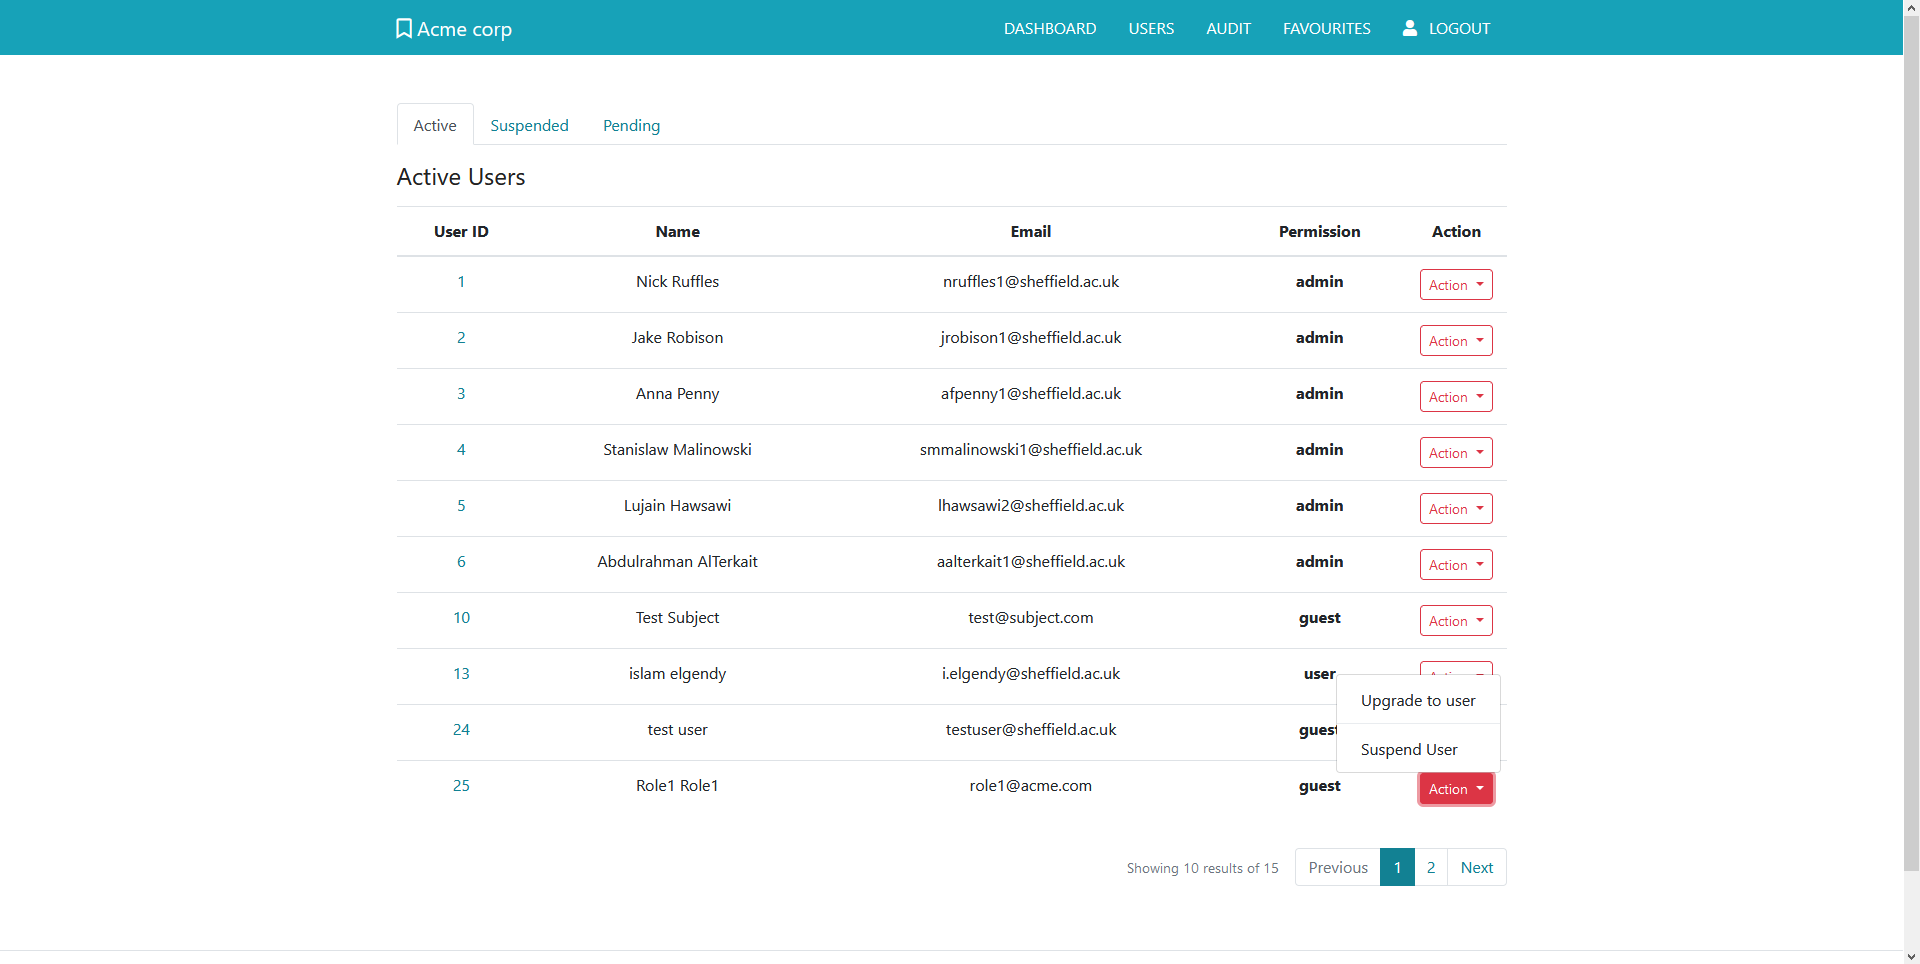 Acme corp DASHBOARD USERS AUDIT FAVOURITES LOGOUT
Active Suspended Pending
Active Users
User ID Name Email Permission Action
1 Nick Ruffles nruffles1@sheffield.ac.uk admin Action
2 Jake Robison jrobison1@sheffield.ac.uk admin Action
3 Anna Penny afpenny1@sheffield.ac.uk admin Action
4 Stanislaw Malinowski smmalinowski1@sheffield.ac.uk admin Action
5 Lujain Hawsawi lhawsawi2@sheffield.ac.uk admin Action
6 Abdulrahman AlTerkait aalterkait1@sheffield.ac.uk admin Action
10 Test Subject test@subject.com guest Action
13 islam elgendy i.elgendy@sheffield.ac.uk user
Upgrade to user
24 test user testuser@sheffield.ac.uk guest
Suspend User
25 Role1 Role1 role1@acme.com guest Action
Showing 10 results of 15 Previous 1 2 Next